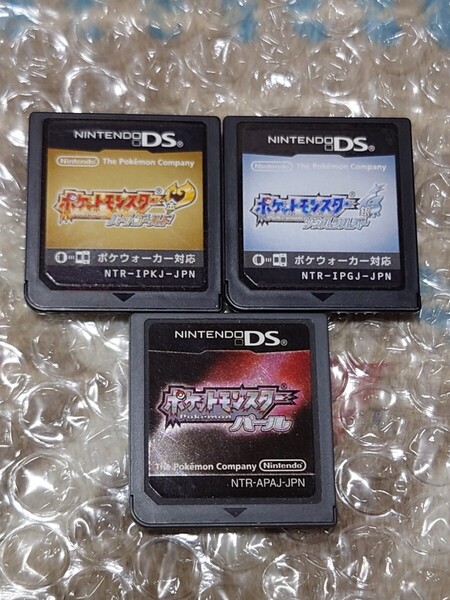 NINTENDO DS™
Nintendo The Pokémon Company
ポケットモンスター
ハートゴールド
ポケウォーカー対応
NTR-IPKJ-JPN
NINTENDO DS™
Nintendo The Pokémon Company
ポケットモンスター
ソウルシルバー
ポケウォーカー対応
NTR-IPGJ-JPN
NINTENDO DS™
ポケットモンスター®
Pokémon パール
The Pokémon Company Nintendo
NTR-APAJ-JPN